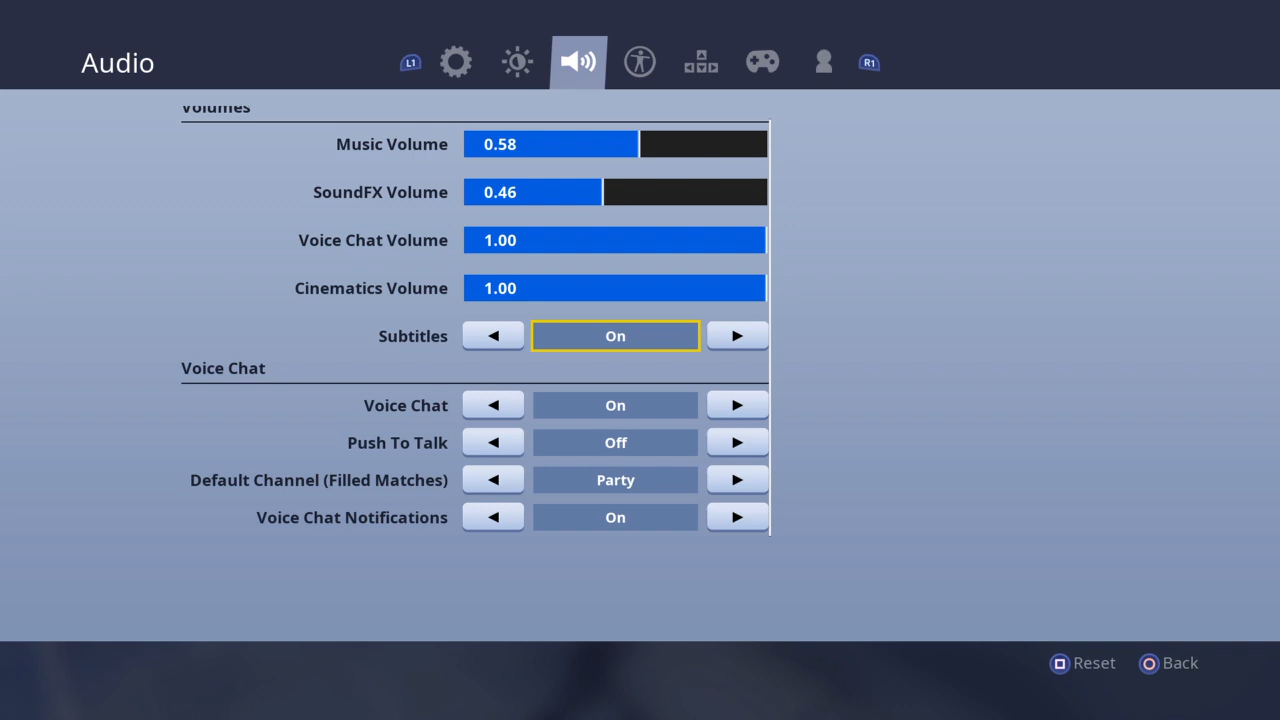 Audio
L1
R1
Volumes
Music Volume 0.58
SoundFX Volume 0.46
Voice Chat Volume 1.00
Cinematics Volume 1.00
Subtitles On
Voice Chat
Voice Chat On
Push To Talk Off
Default Channel (Filled Matches) Party
Voice Chat Notifications On
Reset Back